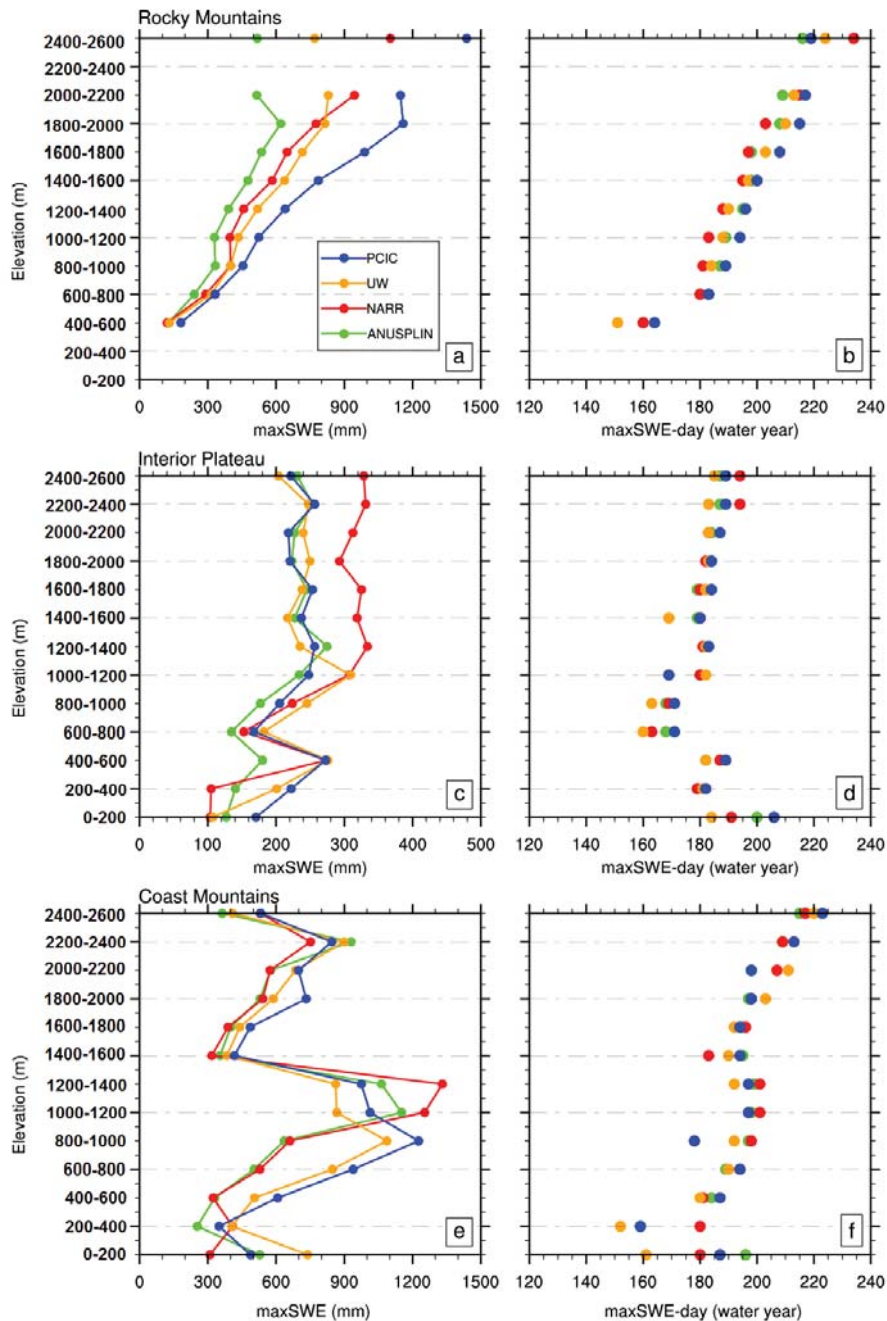 Rocky Mountains
Elevation (m)
2400-2600
2200-2400
2000-2200
1800-2000
1600-1800
1400-1600
1200-1400
1000-1200
800-1000
600-800
400-600
200-400
0-200
PCIC
UW
NARR
ANUSPLIN
a
0 300 600 900 1200 1500
maxSWE (mm)
b
120 140 160 180 200 220 240
maxSWE-day (water year)
Interior Plateau
Elevation (m)
2400-2600
2200-2400
2000-2200
1800-2000
1600-1800
1400-1600
1200-1400
1000-1200
800-1000
600-800
400-600
200-400
0-200
c
0 100 200 300 400 500
maxSWE (mm)
d
120 140 160 180 200 220 240
maxSWE-day (water year)
Coast Mountains
Elevation (m)
2400-2600
2200-2400
2000-2200
1800-2000
1600-1800
1400-1600
1200-1400
1000-1200
800-1000
600-800
400-600
200-400
0-200
e
0 300 600 900 1200 1500
maxSWE (mm)
f
120 140 160 180 200 220 240
maxSWE-day (water year)